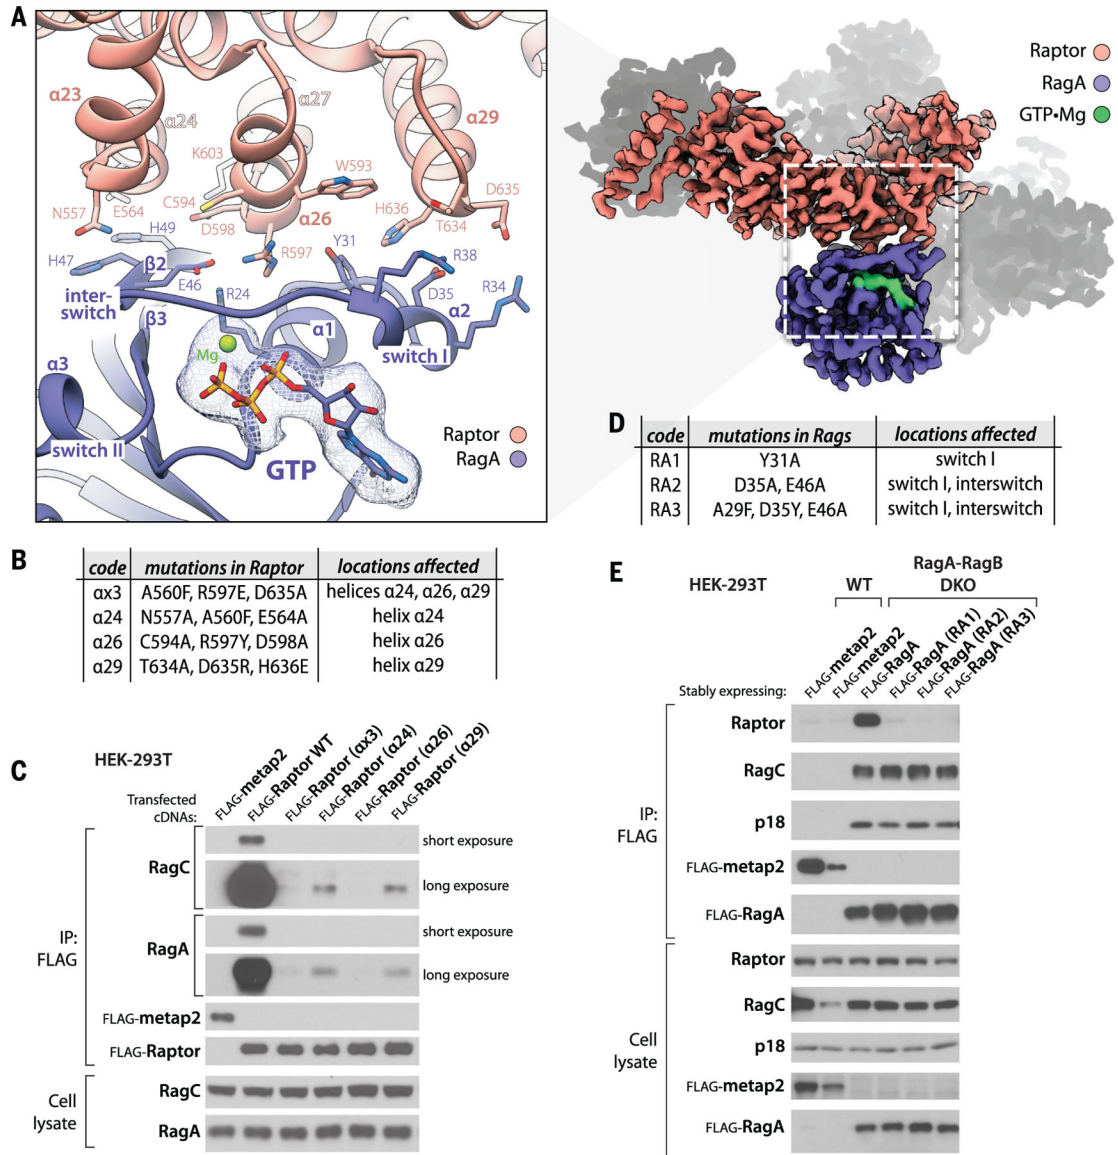 A
α23
α24
α27
α29
K603
W593
C594
N557
E564
D598
α26
H636
D635
T634
H49
R597
Y31
R38
H47
β2
E46
R24
D35
R34
inter-
switch
β3
α1
α2
Mg
switch I
α3
switch II
GTP
Raptor
RagA
Raptor
RagA
GTP•Mg
B
code mutations in Raptor locations affected
αx3 A560F, R597E, D635A helices α24, α26, α29
α24 N557A, A560F, E564A helix α24
α26 C594A, R597Y, D598A helix α26
α29 T634A, D635R, H636E helix α29
D
code mutations in Rags locations affected
RA1 Y31A switch I
RA2 D35A, E46A switch I, interswitch
RA3 A29F, D35Y, E46A switch I, interswitch
C
HEK-293T
Transfected
cDNAs:
FLAG-metap2
FLAG-Raptor WT
FLAG-Raptor (αx3)
FLAG-Raptor (α24)
FLAG-Raptor (α26)
FLAG-Raptor (α29)
IP:
FLAG
RagC
short exposure
long exposure
RagA
short exposure
long exposure
FLAG-metap2
FLAG-Raptor
Cell
lysate
RagC
RagA
E
HEK-293T
WT
RagA-RagB
DKO
Stably expressing:
FLAG-metap2
FLAG-metap2
FLAG-RagA
FLAG-RagA (RA1)
FLAG-RagA (RA2)
FLAG-RagA (RA3)
IP:
FLAG
Raptor
RagC
p18
FLAG-metap2
FLAG-RagA
Cell
lysate
Raptor
RagC
p18
FLAG-metap2
FLAG-RagA